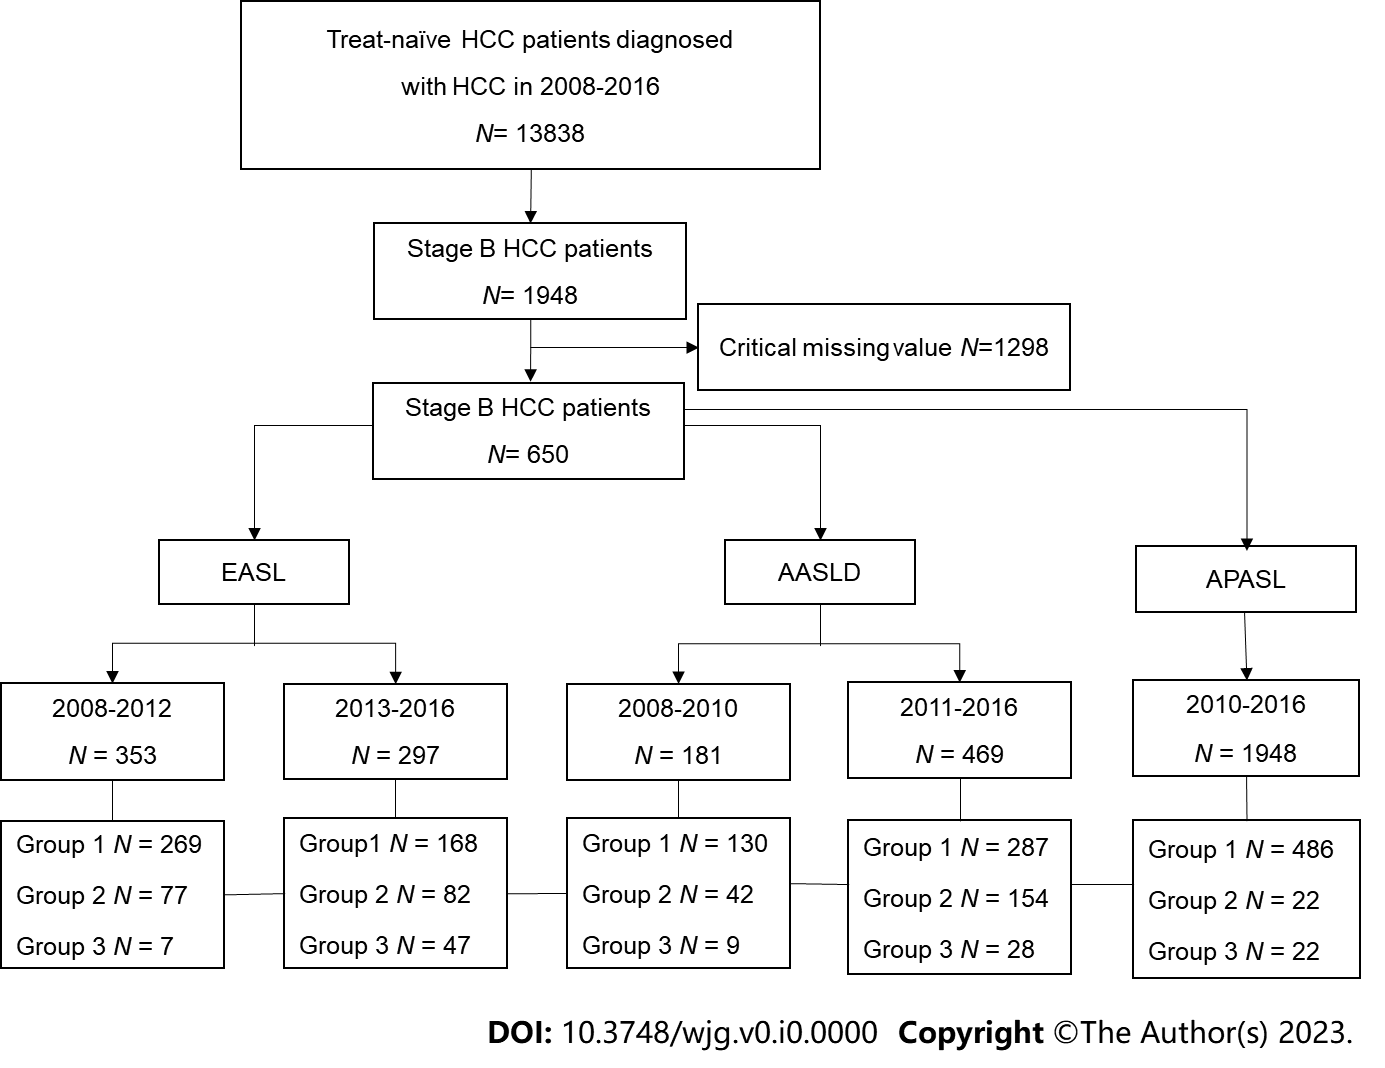 Treat-naïve HCC patients diagnosed
with HCC in 2008-2016
N= 13838
Stage B HCC patients
N= 1948
Critical missing value N=1298
Stage B HCC patients
N= 650
EASL
AASLD
APASL
2008-2012
N = 353
2013-2016
N = 297
2008-2010
N = 181
2011-2016
N = 469
2010-2016
N = 1948
Group 1 N = 269
Group 2 N = 77
Group 3 N = 7
Group1 N = 168
Group 2 N = 82
Group 3 N = 47
Group 1 N = 130
Group 2 N = 42
Group 3 N = 9
Group 1 N = 287
Group 2 N = 154
Group 3 N = 28
Group 1 N = 486
Group 2 N = 22
Group 3 N = 22
DOI: 10.3748/wjg.v0.i0.0000 Copyright ©The Author(s) 2023.